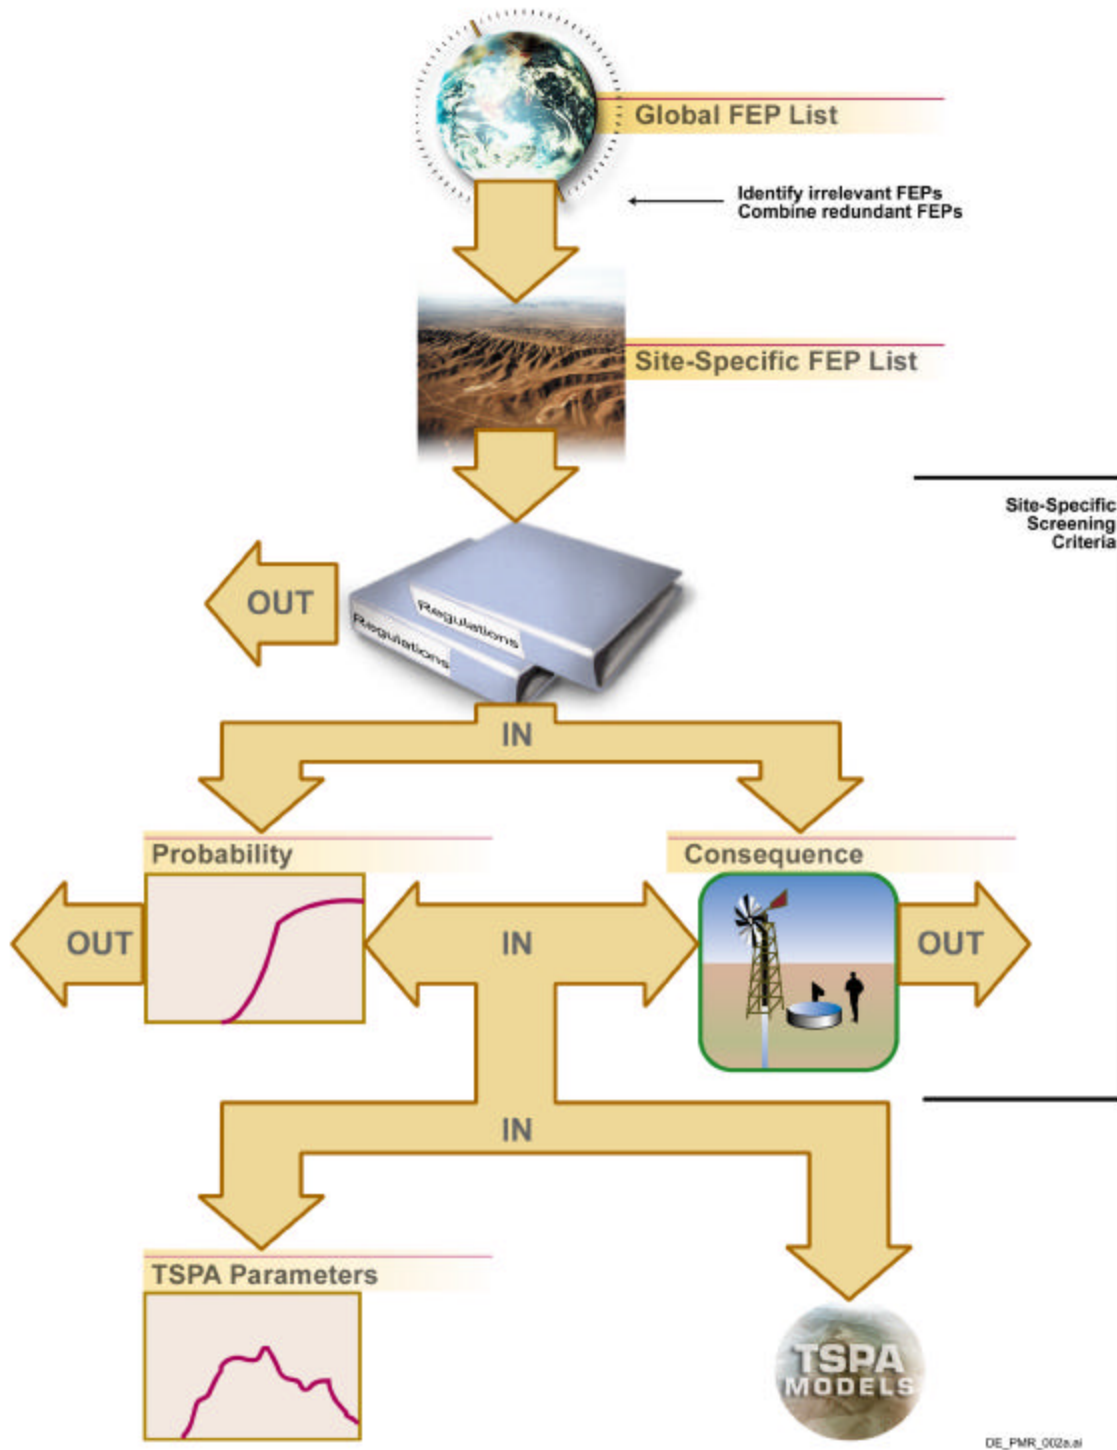 Global FEP List
Identify irrelevant FEPs
Combine redundant FEPs
Site-Specific FEP List
Site-Specific
Screening
Criteria
OUT
Regulations
Regulations
IN
Probability
Consequence
OUT
IN
OUT
IN
TSPA Parameters
TSPA
MODELS
DE_PMR_002a.ai